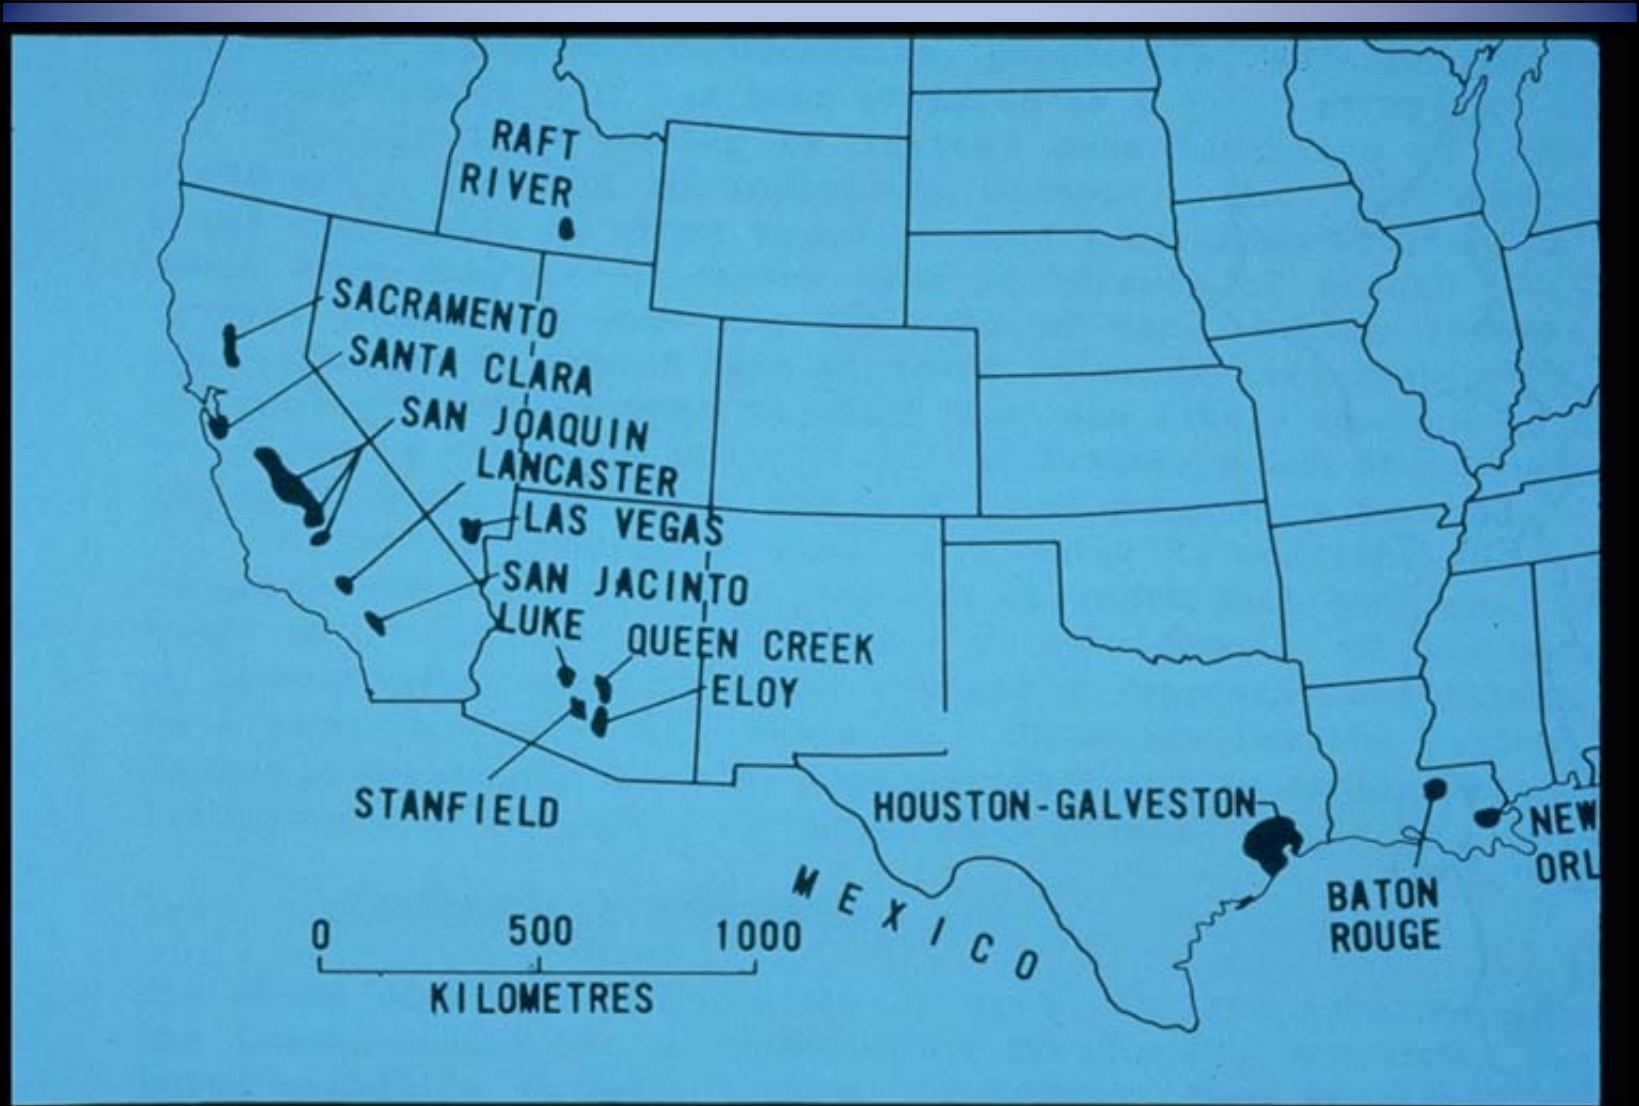 RAFT
RIVER
SACRAMENTO
SANTA CLARA
SAN JOAQUIN
LANCASTER
LAS VEGAS
SAN JACINTO
LUKE
QUEEN CREEK
ELOY
STANFIELD
HOUSTON-GALVESTON
NEW
ORL
BATON
ROUGE
MEXICO
0 500 1000
KILOMETRES